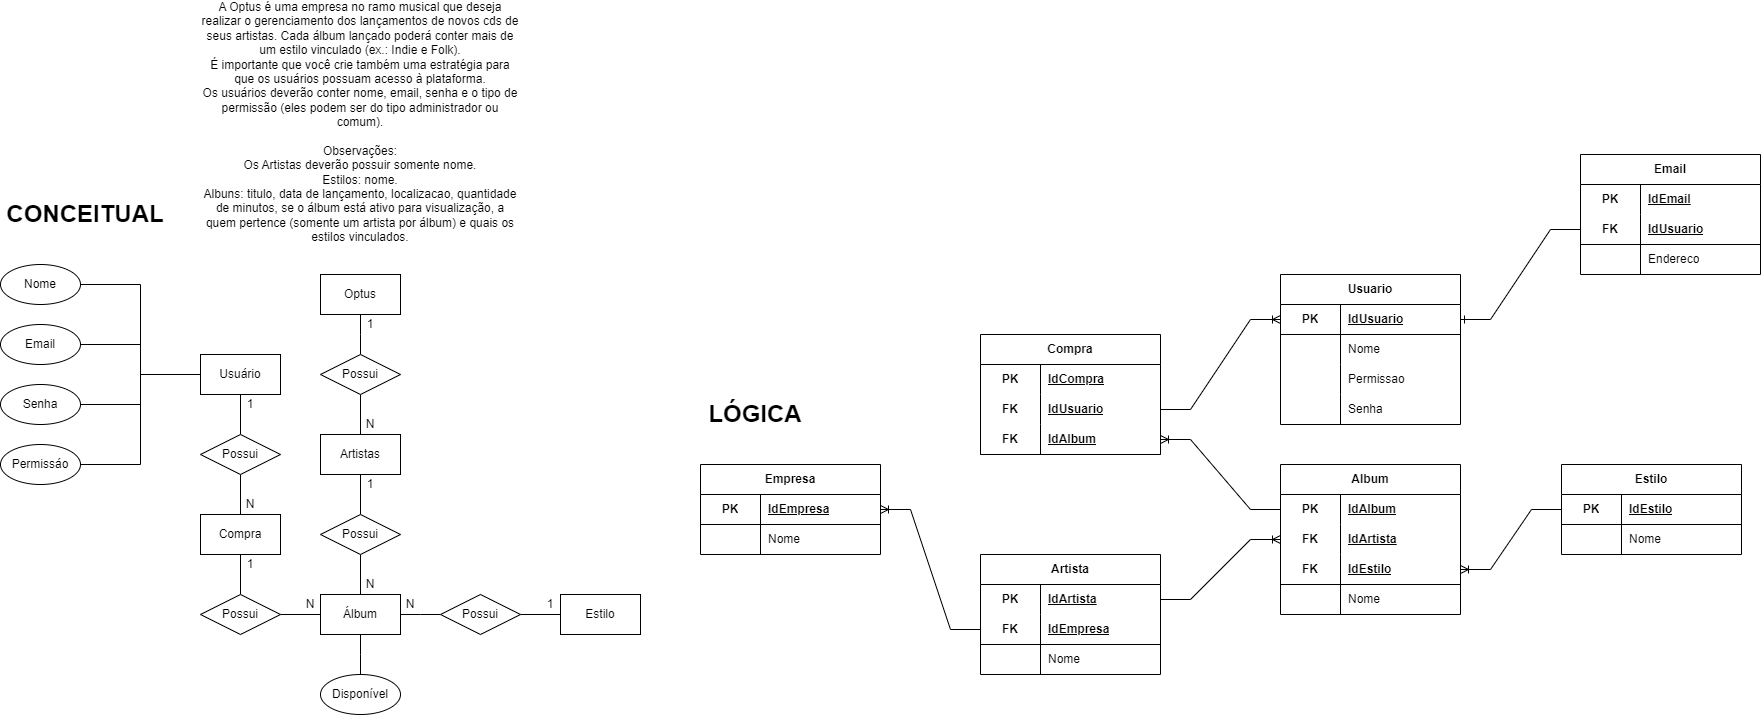 A Optus é uma empresa no ramo musical que deseja
realizar o gerenciamento dos lançamentos de novos cds de
seus artistas. Cada álbum lançado poderá conter mais de
um estilo vinculado (ex.: Indie e Folk).
É importante que você crie também uma estratégia para
que os usuários possuam acesso à plataforma.
Os usuários deverão conter nome, email, senha e o tipo de
permissão (eles podem ser do tipo administrador ou
comum).
Observações:
Os Artistas deverão possuir somente nome.
Estilos: nome.
Albuns: titulo, data de lançamento, localizacao, quantidade
de minutos, se o álbum está ativo para visualização, a
quem pertence (somente um artista por álbum) e quais os
estilos vinculados.
CONCEITUAL
Nome
Email
Senha
Permissáo
Usuário
1
Possui
N
Compra
1
Possui
N
Optus
1
Possui
N
Artistas
1
Possui
N
Álbum
N
Possui
1
Estilo
Disponível
LÓGICA
Empresa
PK IdEmpresa
Nome
Compra
PK IdCompra
FK IdUsuario
FK IdAlbum
Artista
PK IdArtista
FK IdEmpresa
Nome
Usuario
PK IdUsuario
Nome
Permissao
Senha
Album
PK IdAlbum
FK IdArtista
FK IdEstilo
Nome
Email
PK IdEmail
FK IdUsuario
Endereco
Estilo
PK IdEstilo
Nome